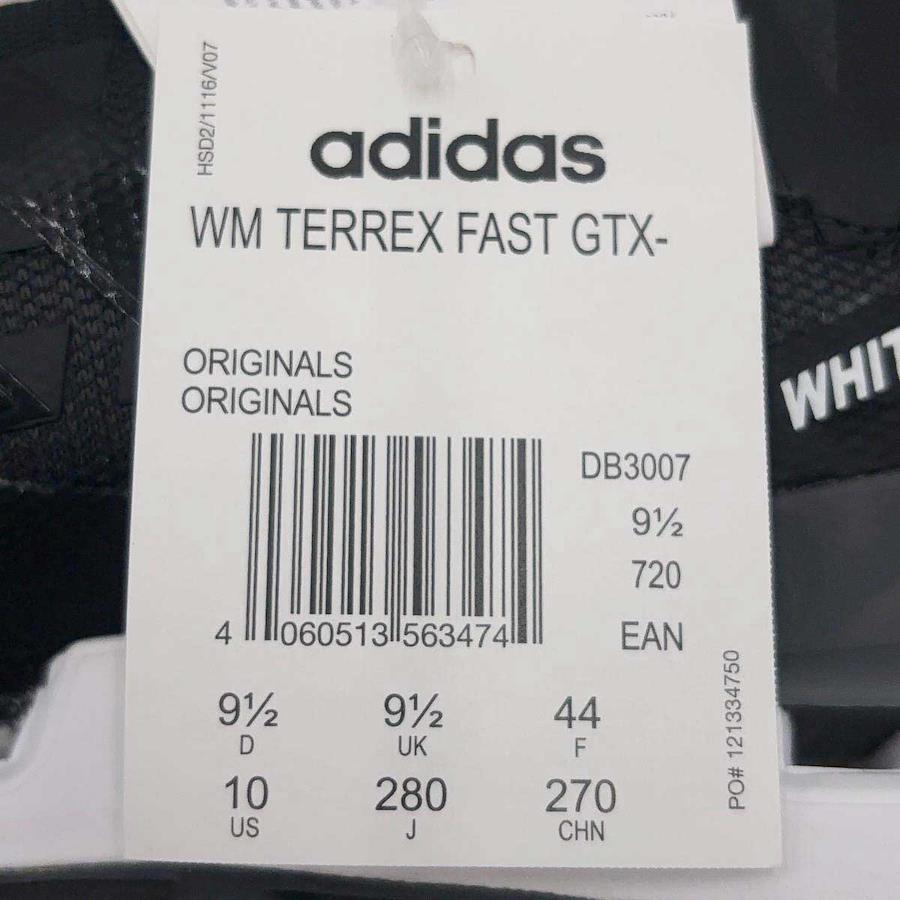 HSD2/1116/V07
adidas
WM TERREX FAST GTX-
ORIGINALS
ORIGINALS
DB3007
9½
720
4 060513 563474
EAN
9½ 9½ 44
D UK F
10 280 270
US J CHN
PO# 121334750